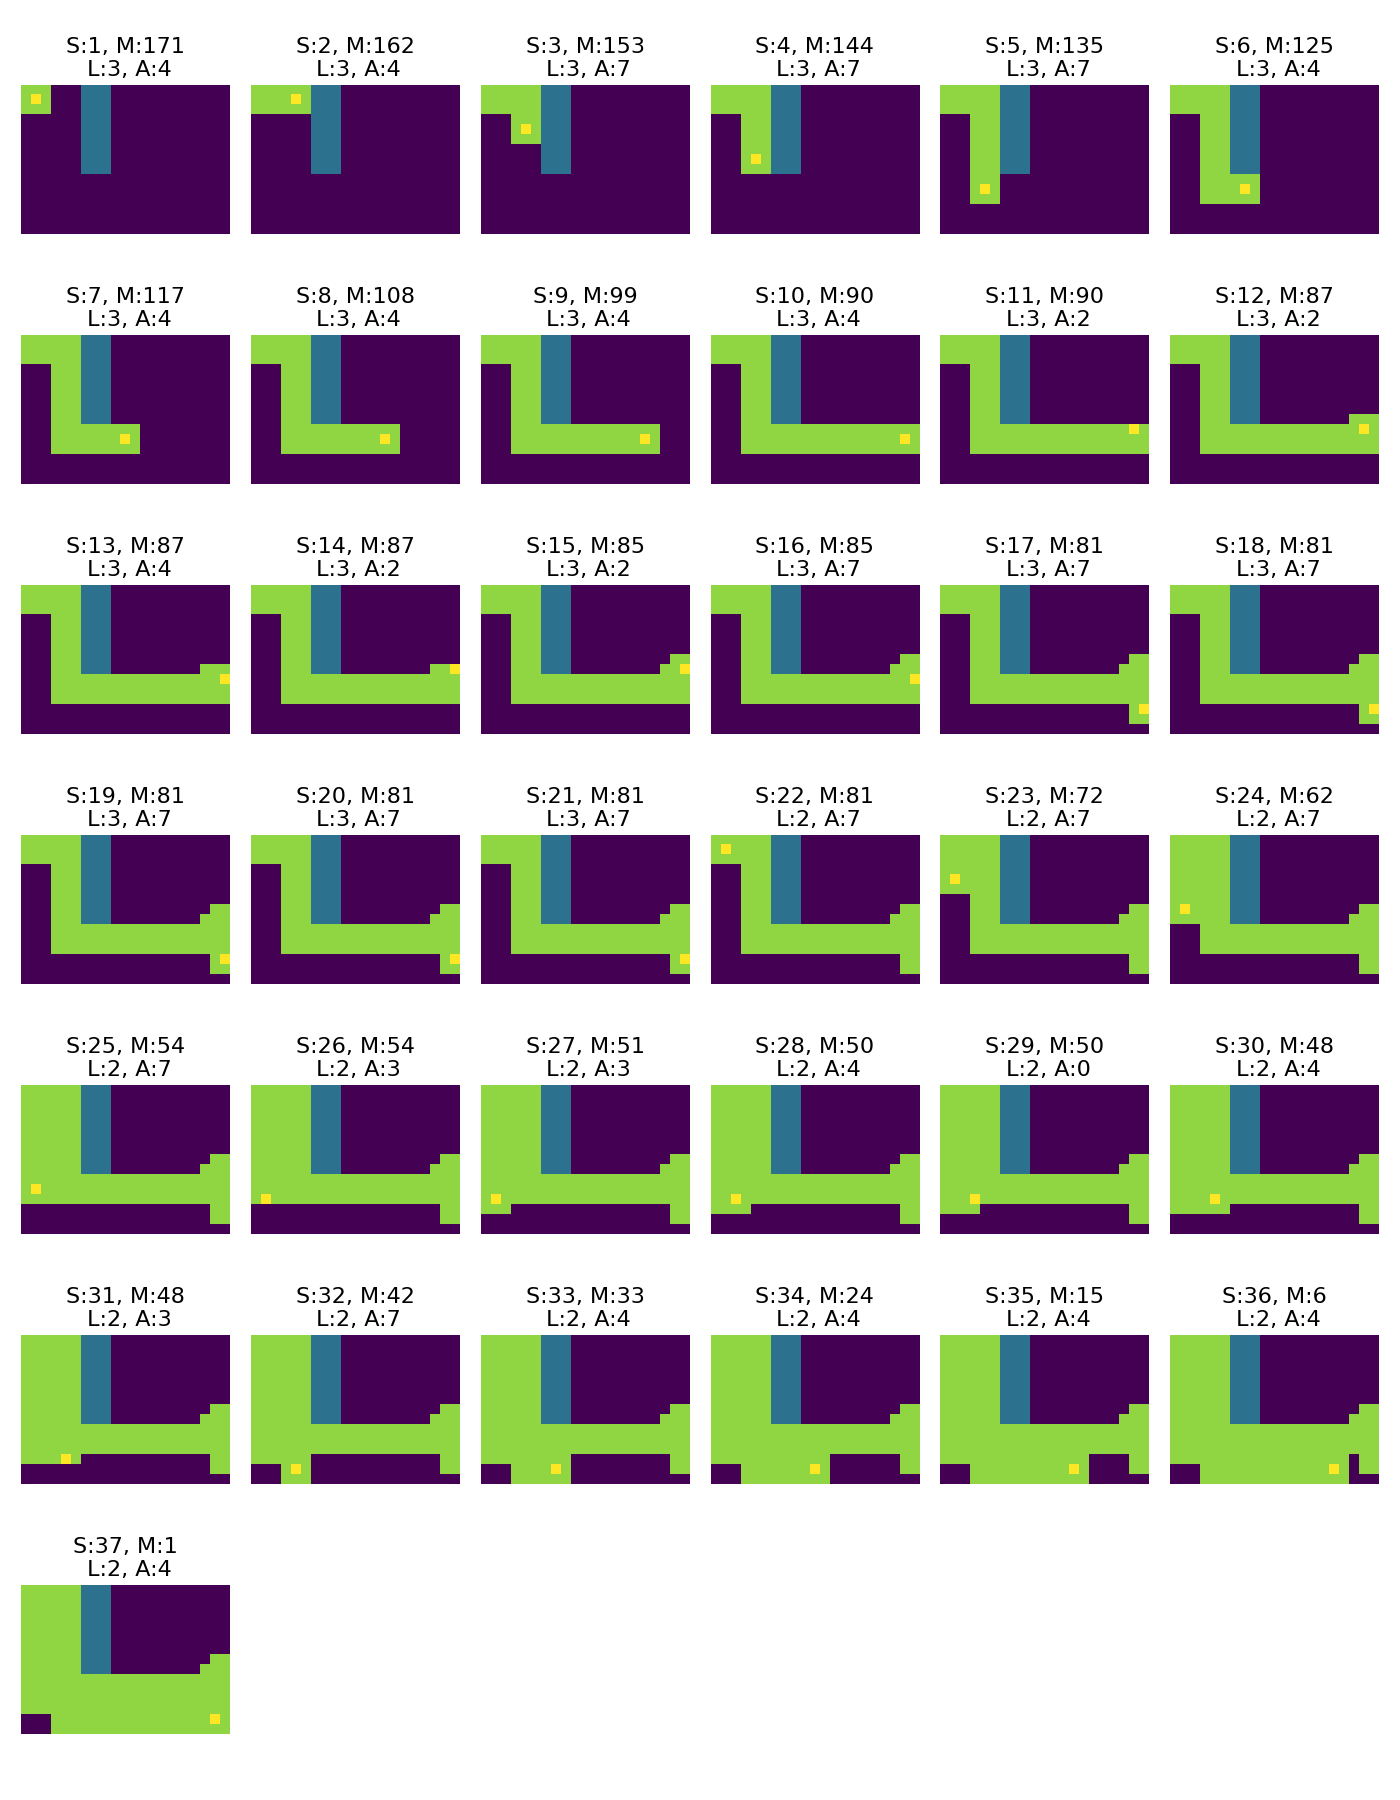 S:1, M:171
L:3, A:4
S:2, M:162
L:3, A:4
S:3, M:153
L:3, A:7
S:4, M:144
L:3, A:7
S:5, M:135
L:3, A:7
S:6, M:125
L:3, A:4
S:7, M:117
L:3, A:4
S:8, M:108
L:3, A:4
S:9, M:99
L:3, A:4
S:10, M:90
L:3, A:4
S:11, M:90
L:3, A:2
S:12, M:87
L:3, A:2
S:13, M:87
L:3, A:4
S:14, M:87
L:3, A:2
S:15, M:85
L:3, A:2
S:16, M:85
L:3, A:7
S:17, M:81
L:3, A:7
S:18, M:81
L:3, A:7
S:19, M:81
L:3, A:7
S:20, M:81
L:3, A:7
S:21, M:81
L:3, A:7
S:22, M:81
L:2, A:7
S:23, M:72
L:2, A:7
S:24, M:62
L:2, A:7
S:25, M:54
L:2, A:7
S:26, M:54
L:2, A:3
S:27, M:51
L:2, A:3
S:28, M:50
L:2, A:4
S:29, M:50
L:2, A:0
S:30, M:48
L:2, A:4
S:31, M:48
L:2, A:3
S:32, M:42
L:2, A:7
S:33, M:33
L:2, A:4
S:34, M:24
L:2, A:4
S:35, M:15
L:2, A:4
S:36, M:6
L:2, A:4
S:37, M:1
L:2, A:4